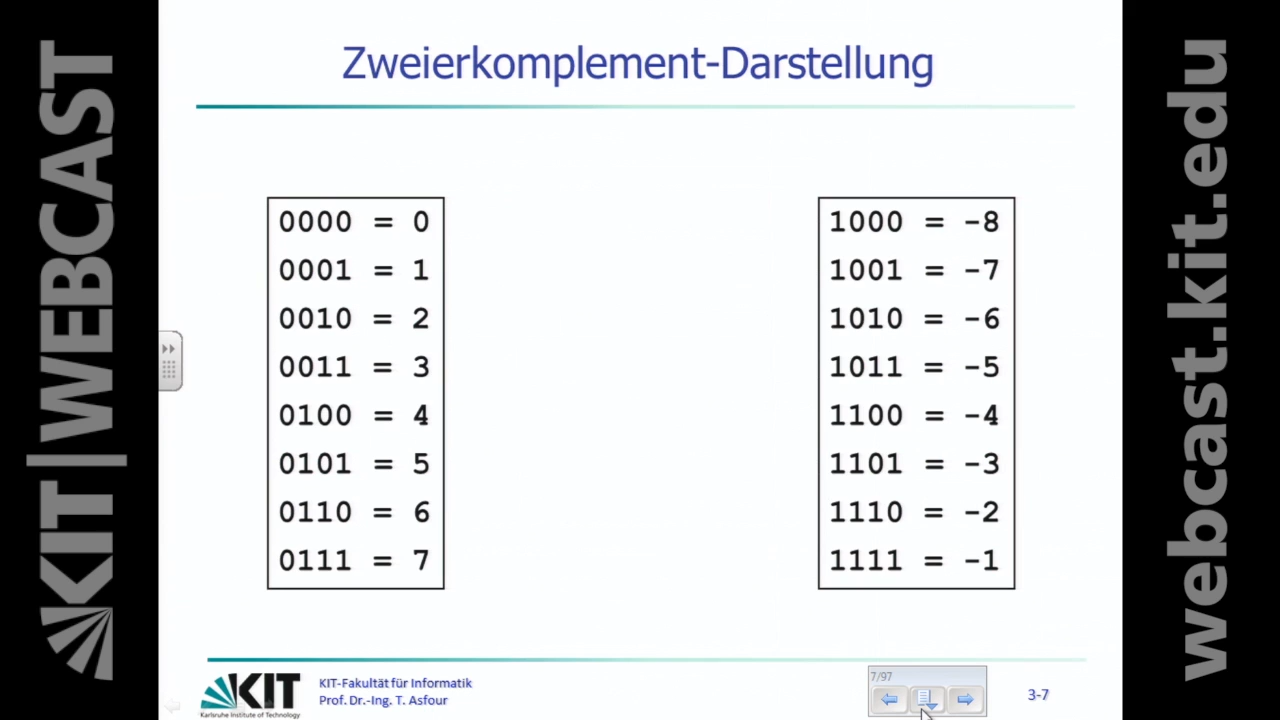 KIT|WEBCAST
Zweierkomplement-Darstellung
0000 = 0
0001 = 1
0010 = 2
0011 = 3
0100 = 4
0101 = 5
0110 = 6
0111 = 7
1000 = -8
1001 = -7
1010 = -6
1011 = -5
1100 = -4
1101 = -3
1110 = -2
1111 = -1
KIT
Karlsruhe Institute of Technology
KIT-Fakultät für Informatik
Prof. Dr.-Ing. T. Asfour
7/97
3-7
webcast.kit.edu